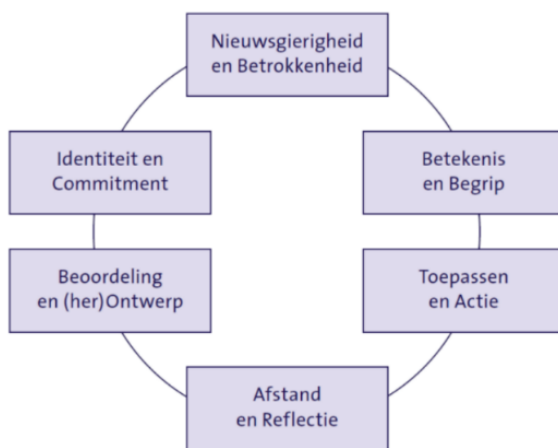 Nieuwsgierigheid
en Betrokkenheid
Betekenis
en Begrip
Toepassen
en Actie
Afstand
en Reflectie
Beoordeling
en (her)Ontwerp
Identiteit en
Commitment